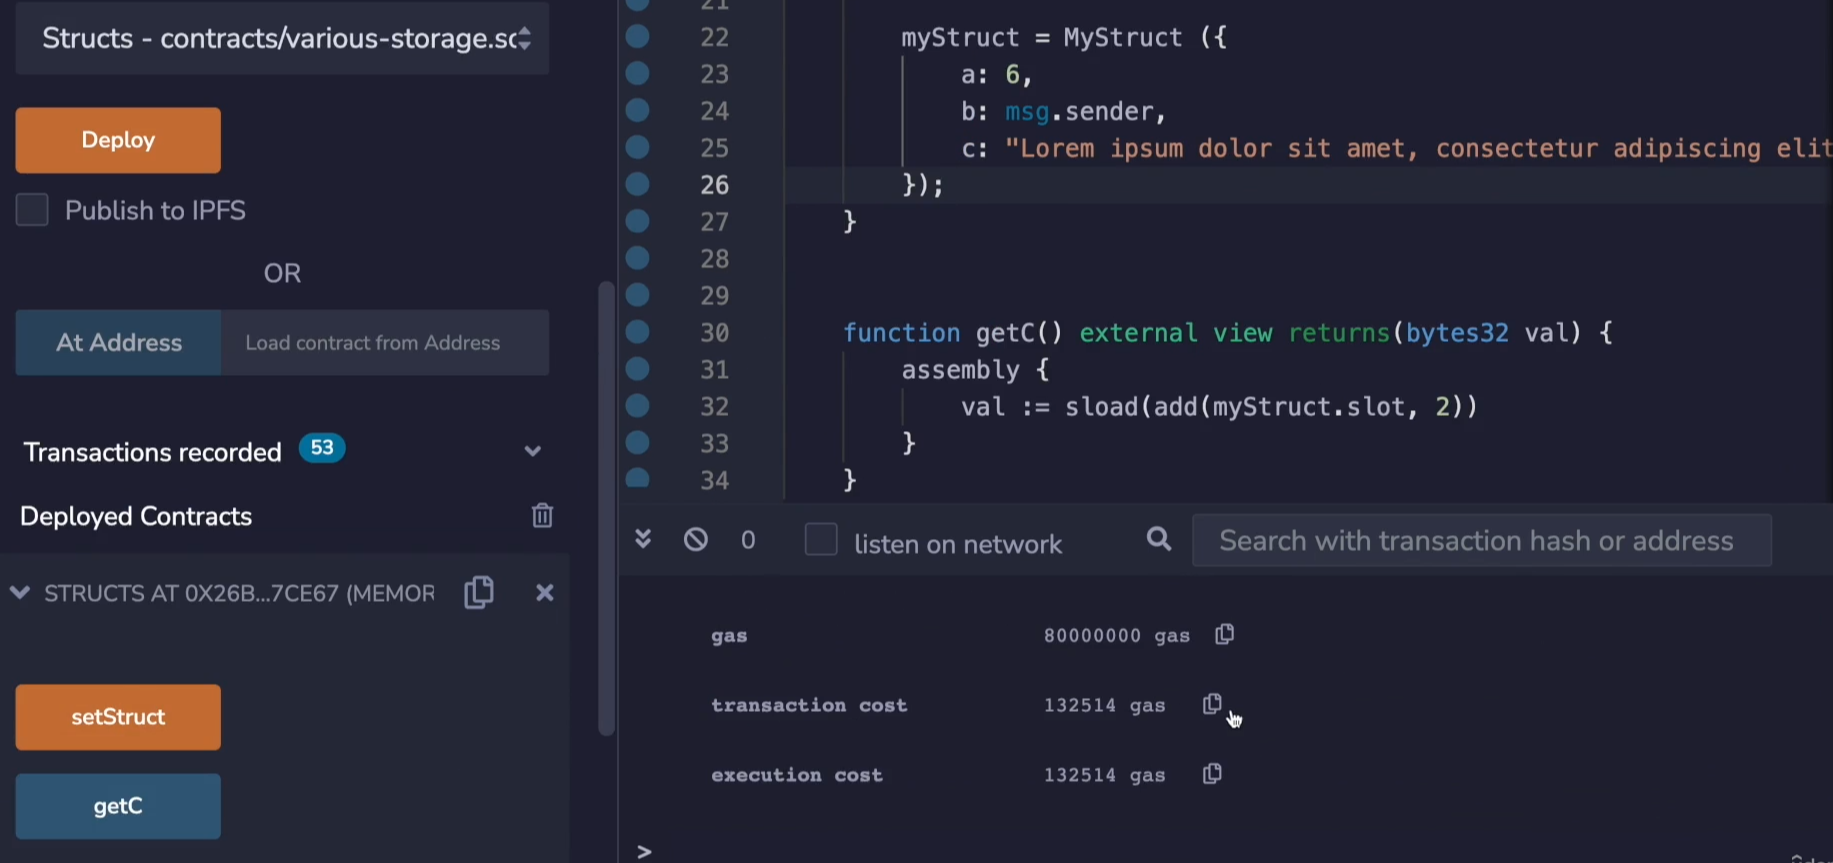 Structs - contracts/various-storage.sc
Deploy
Publish to IPFS
OR
At Address
Load contract from Address
Transactions recorded 53
Deployed Contracts
STRUCTS AT 0X26B...7CE67 (MEMOR
setStruct
getC
21
22 myStruct = MyStruct ({
23 a: 6,
24 b: msg.sender,
25 c: "Lorem ipsum dolor sit amet, consectetur adipiscing elit
26 });
27 }
28
29
30 function getC() external view returns(bytes32 val) {
31 assembly {
32 val := sload(add(myStruct.slot, 2))
33 }
34 }
0
listen on network
Search with transaction hash or address
gas 80000000 gas
transaction cost 132514 gas
execution cost 132514 gas
>